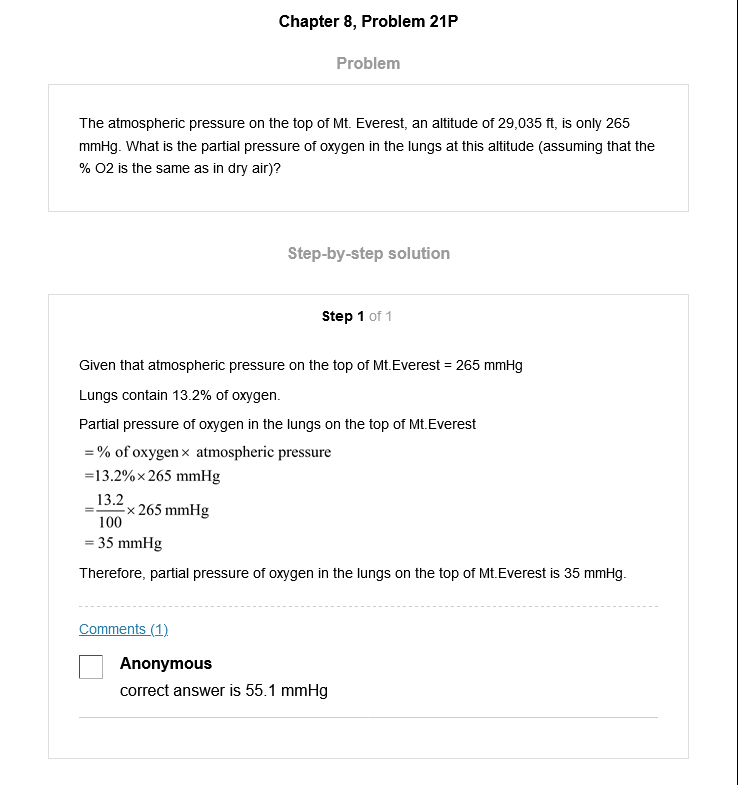 Chapter 8, Problem 21P
Problem
The atmospheric pressure on the top of Mt. Everest, an altitude of 29,035 ft, is only 265
mmHg. What is the partial pressure of oxygen in the lungs at this altitude (assuming that the
% O2 is the same as in dry air)?
Step-by-step solution
Step 1 of 1
Given that atmospheric pressure on the top of Mt.Everest = 265 mmHg
Lungs contain 13.2% of oxygen.
Partial pressure of oxygen in the lungs on the top of Mt.Everest
= % of oxygen × atmospheric pressure
=13.2%×265 mmHg
=13.2/100 × 265 mmHg
= 35 mmHg
Therefore, partial pressure of oxygen in the lungs on the top of Mt.Everest is 35 mmHg.
Comments (1)
Anonymous
correct answer is 55.1 mmHg